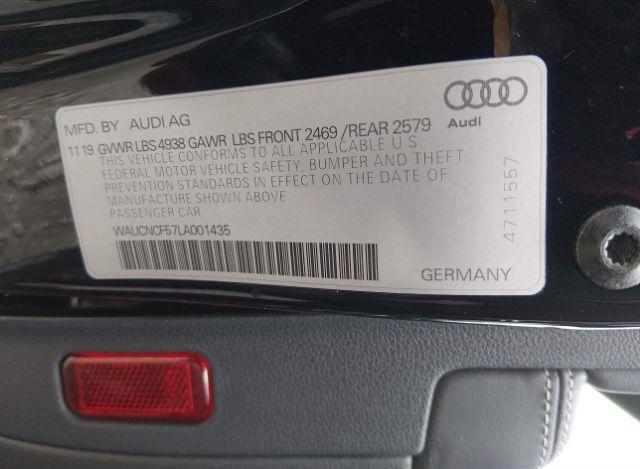 MFD. BY AUDI AG
Audi
11 19 GVWR LBS 4938 GAWR LBS FRONT 2469 /REAR 2579
THIS VEHICLE CONFORMS TO ALL APPLICABLE U S
FEDERAL MOTOR VEHICLE SAFETY, BUMPER AND THEFT
PREVENTION STANDARDS IN EFFECT ON THE DATE OF
MANUFACTURE SHOWN ABOVE
PASSENGER CAR
WAUCNCF57LA001435
4711557
GERMANY